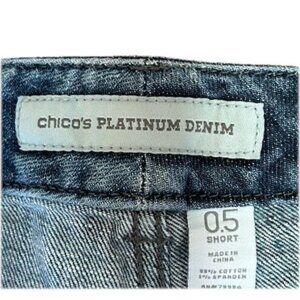 chico's PLATINUM DENIM
0.5
SHORT
MADE IN
CHINA
99% COTTON
1% SPANDEX